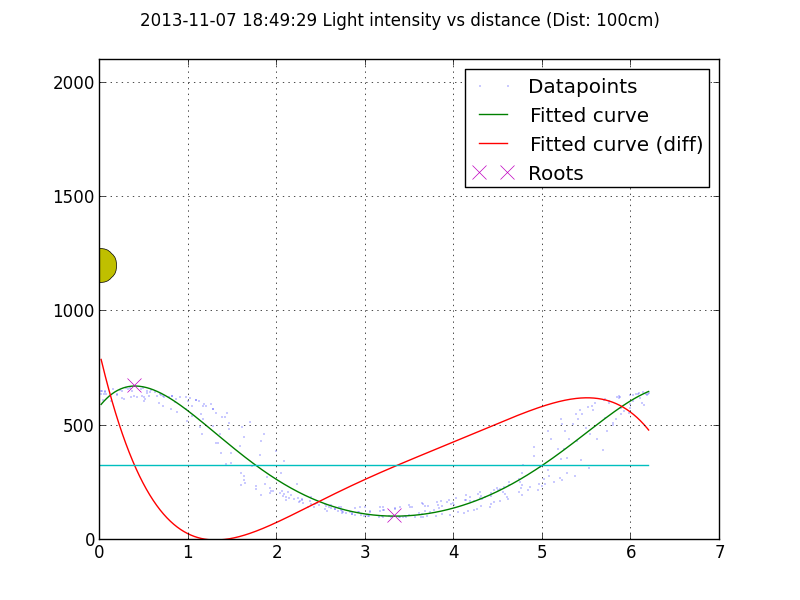 2013-11-07 18:49:29 Light intensity vs distance (Dist: 100cm)
2000
Datapoints
Fitted curve
Fitted curve (diff)
Roots
1500
1000
500
0
0 1 2 3 4 5 6 7